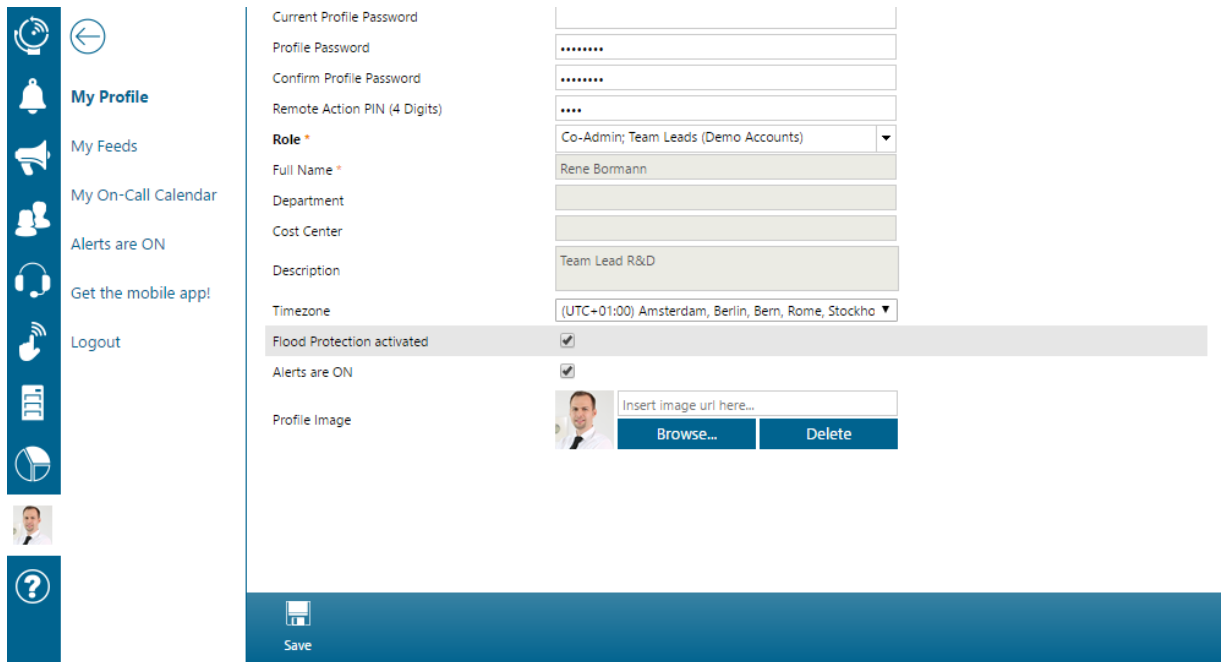 My Profile
My Feeds
My On-Call Calendar
Alerts are ON
Get the mobile app!
Logout
Current Profile Password
Profile Password ••••••••
Confirm Profile Password ••••••••
Remote Action PIN (4 Digits) ••••
Role * Co-Admin; Team Leads (Demo Accounts)
Full Name * Rene Bormann
Department
Cost Center
Description Team Lead R&D
Timezone (UTC+01:00) Amsterdam, Berlin, Bern, Rome, Stockho
Flood Protection activated
Alerts are ON
Profile Image Insert image url here...
Browse... Delete
Save